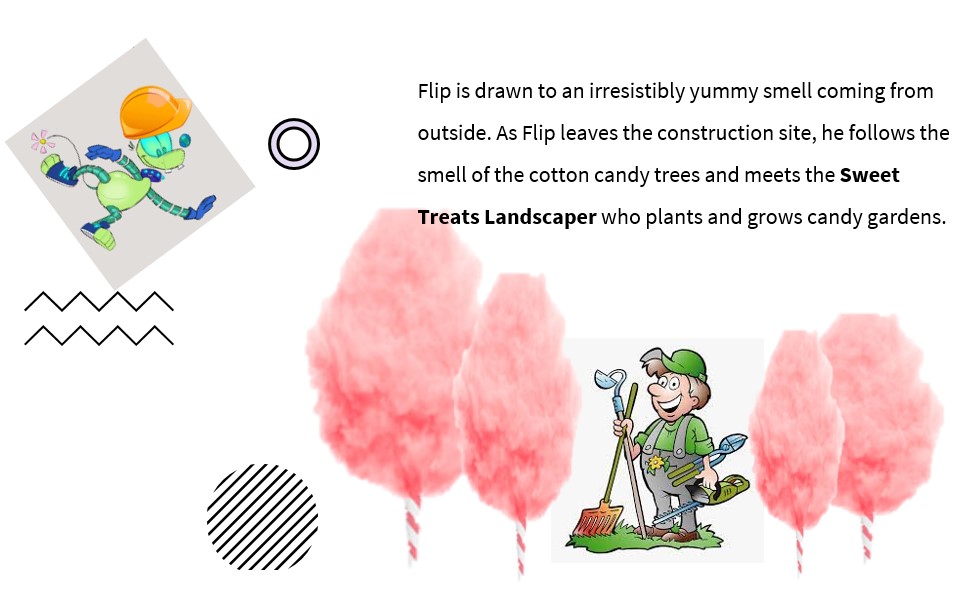 Flip is drawn to an irresistibly yummy smell coming from
outside. As Flip leaves the construction site, he follows the
smell of the cotton candy trees and meets the Sweet
Treats Landscaper who plants and grows candy gardens.